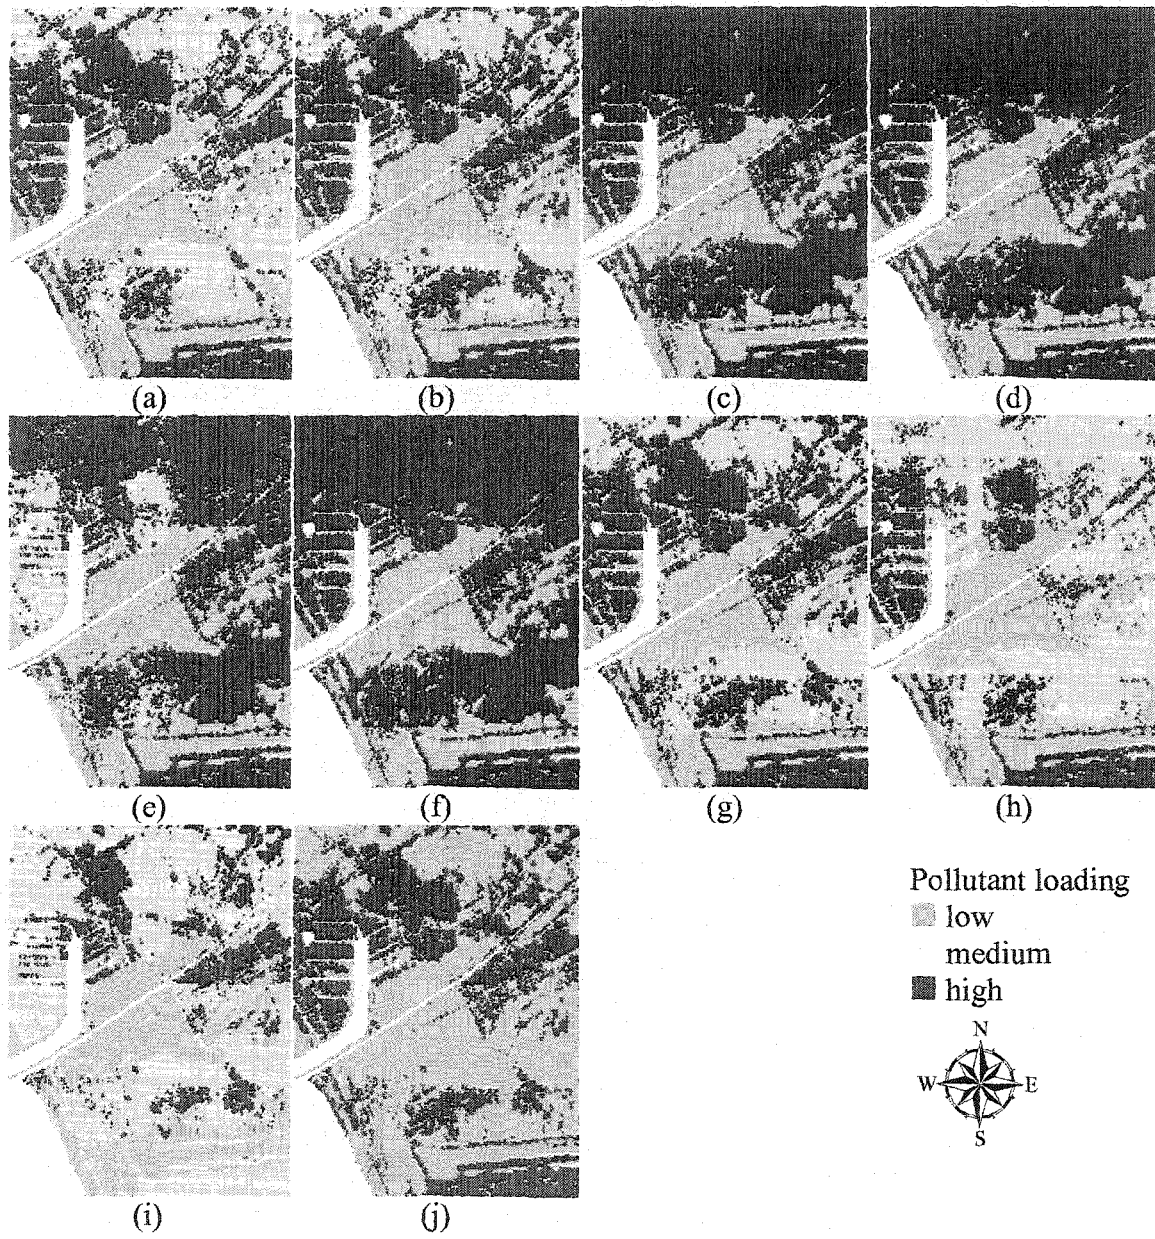 (a) (b) (c) (d)
(e) (f) (g) (h)
Pollutant loading
low
medium
high
N
W E
S
(i) (j)